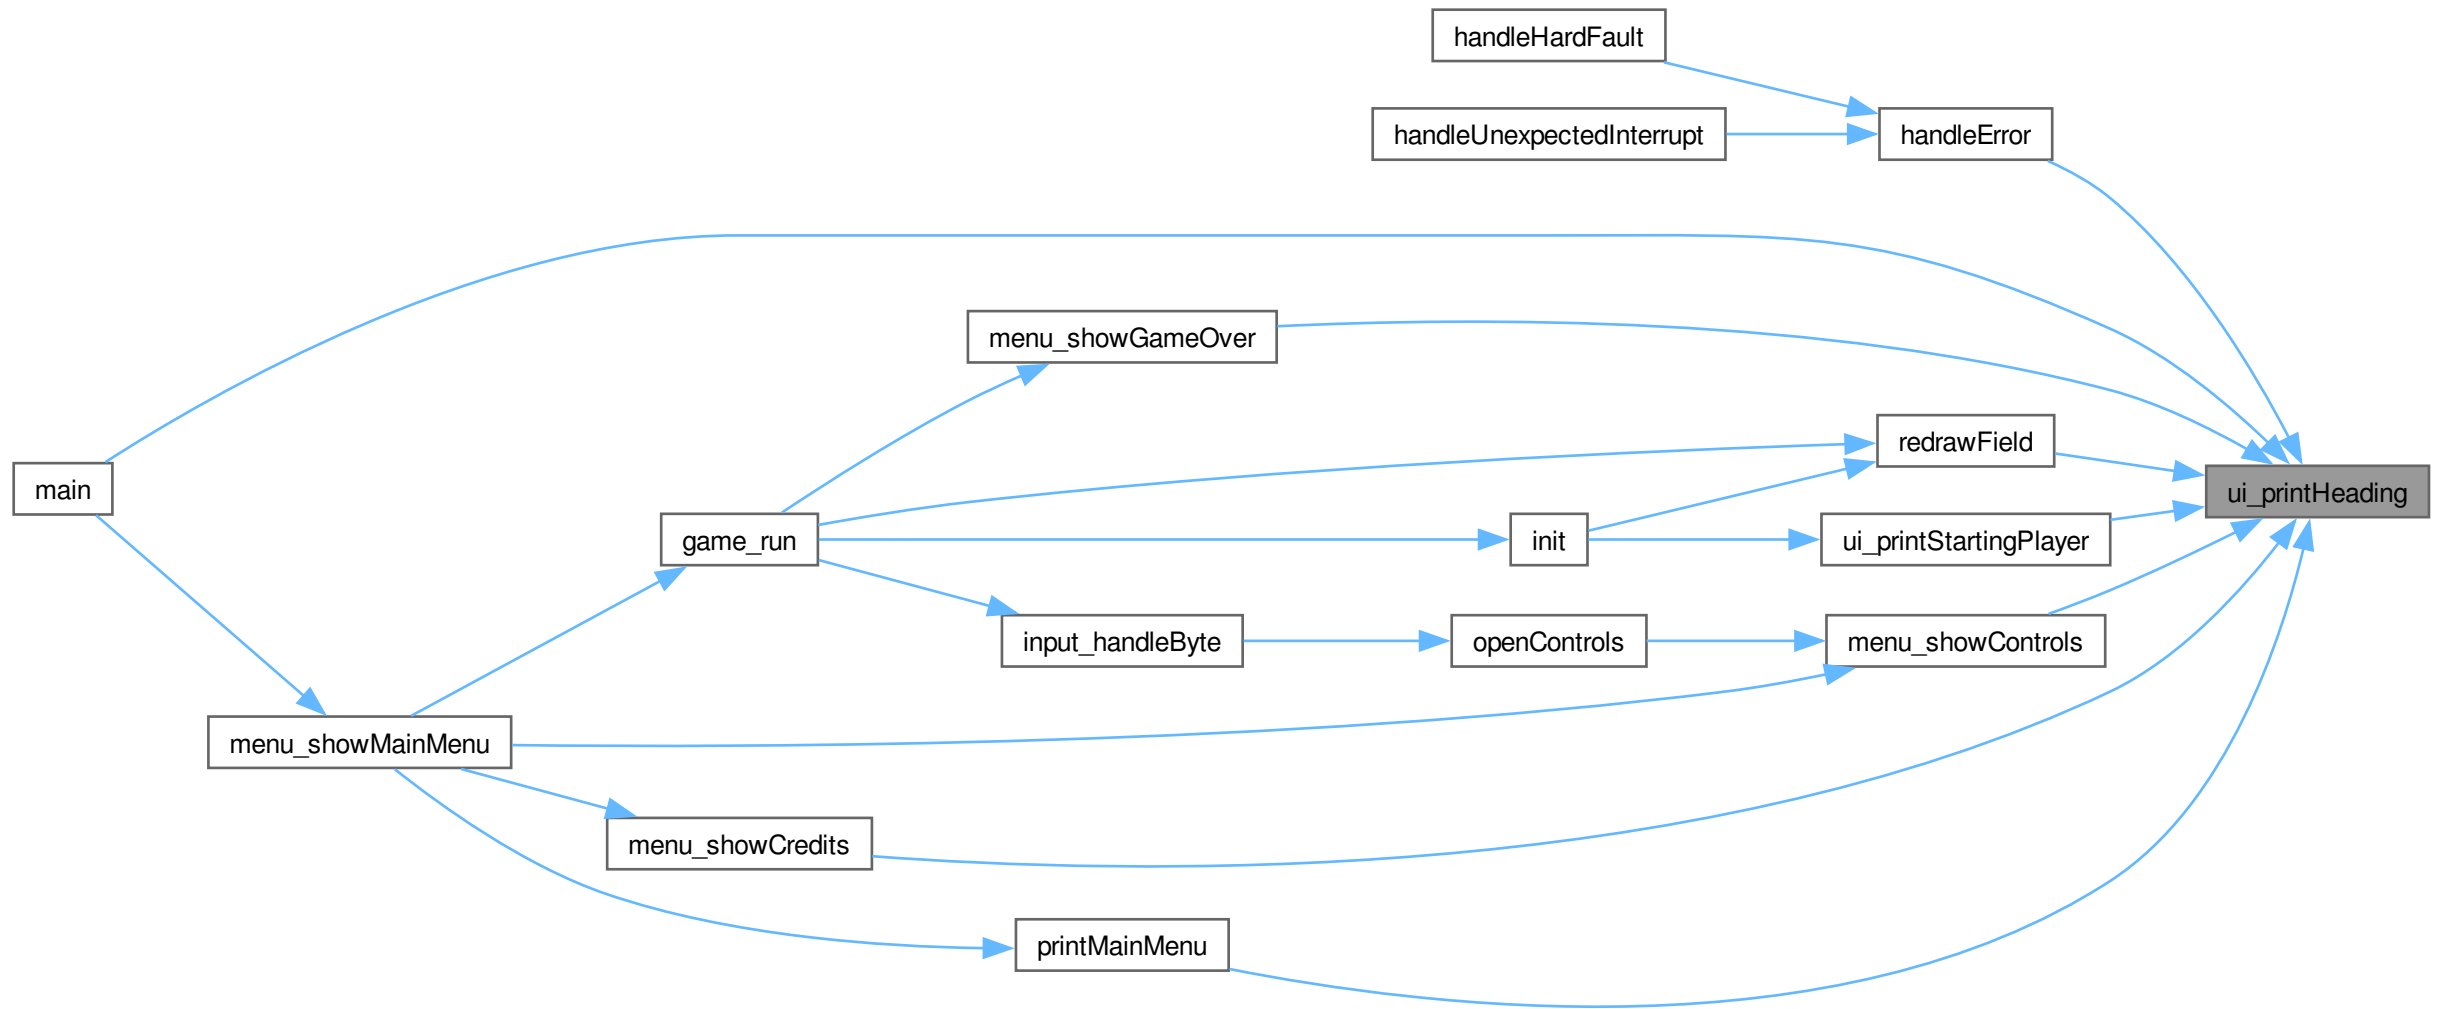 handleHardFault
handleUnexpectedInterrupt
handleError
menu_showGameOver
redrawField
main
ui_printHeading
game_run
init
ui_printStartingPlayer
input_handleByte
openControls
menu_showControls
menu_showMainMenu
menu_showCredits
printMainMenu